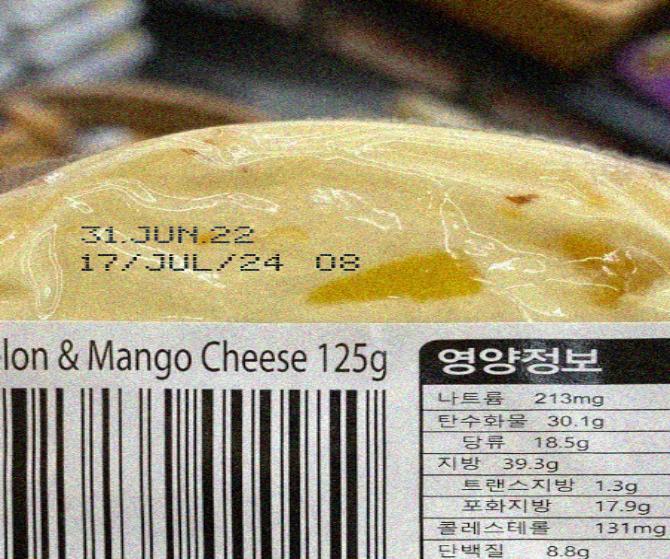 31.JUN.22
17/JUL/24 08
lon & Mango Cheese 125g
영양정보
나트륨 213mg
탄수화물 30.1g
당류 18.5g
지방 39.3g
트랜스지방 1.3g
포화지방 17.9g
콜레스테롤 131mg
단백질 8.8g